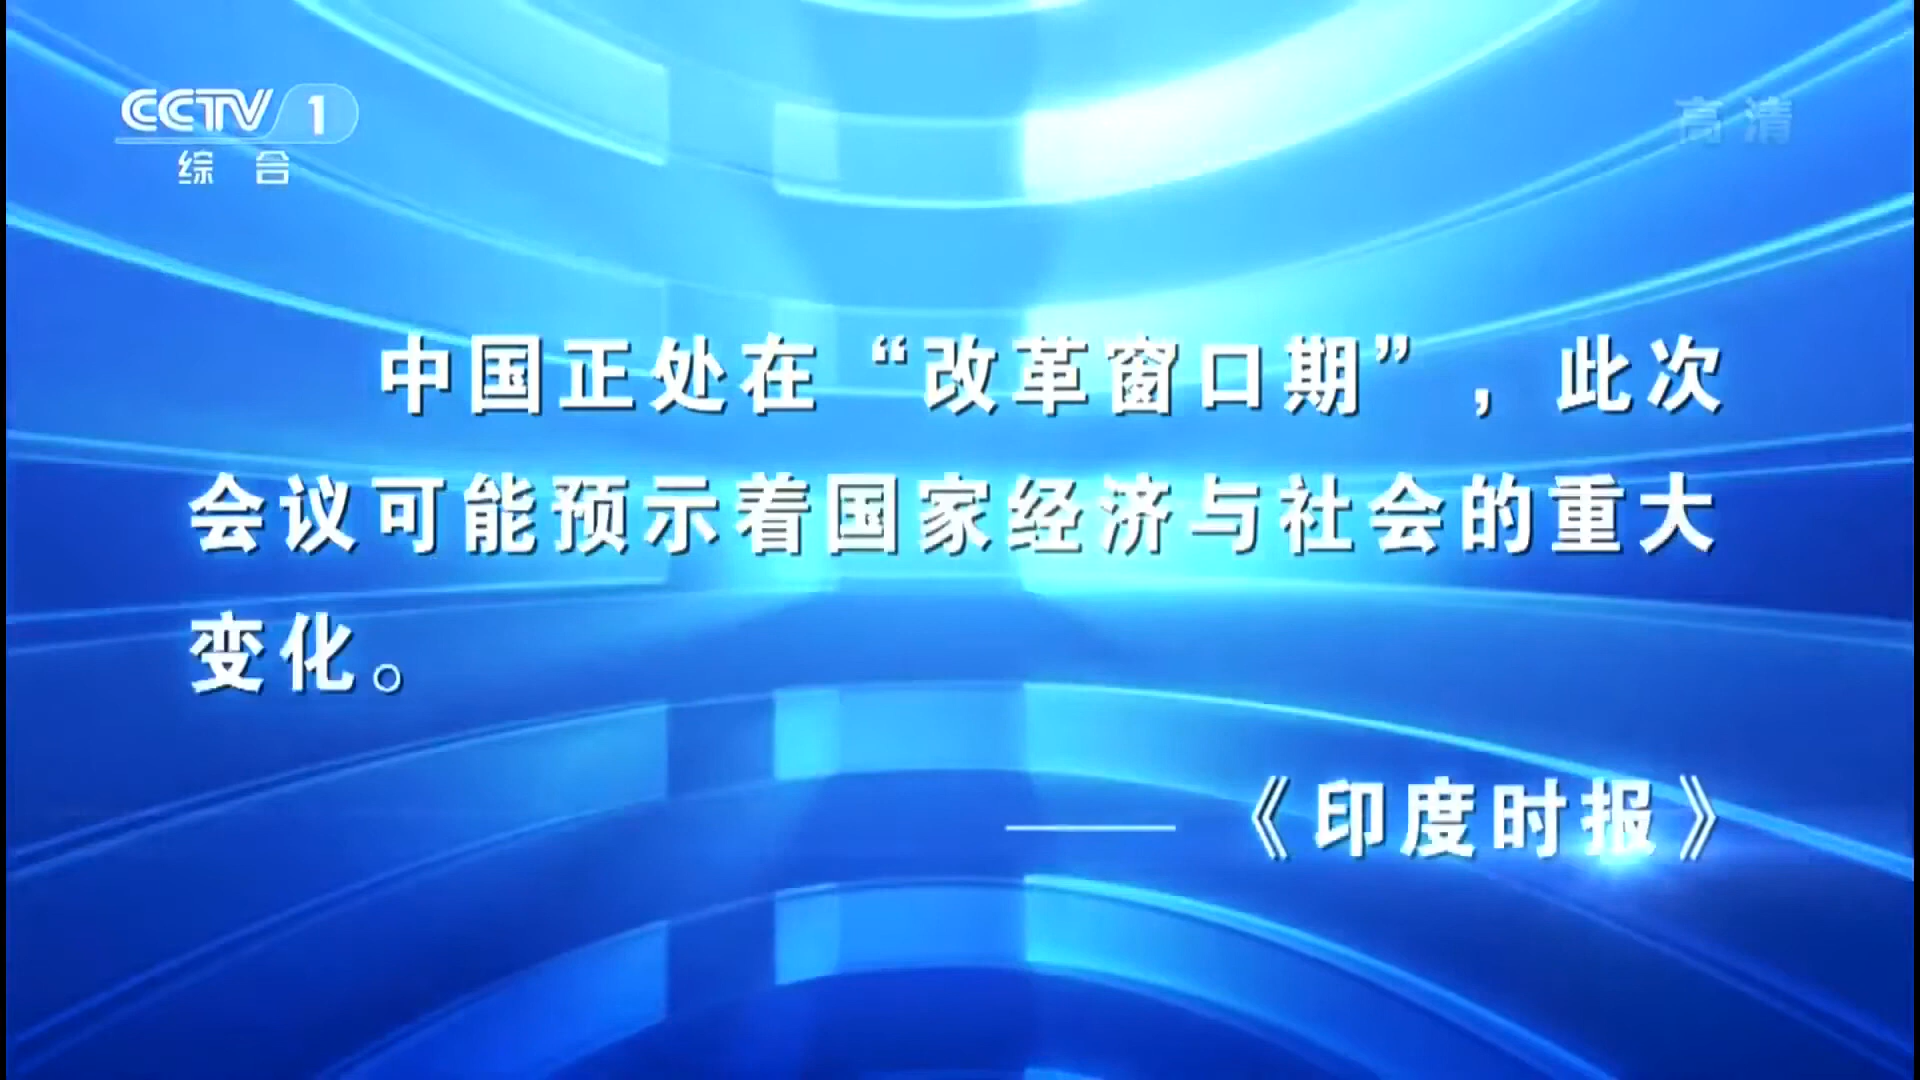 CCTV 1
综合
高清
中国正处在“改革窗口期”，此次
会议可能预示着国家经济与社会的重大
变化。
——《印度时报》